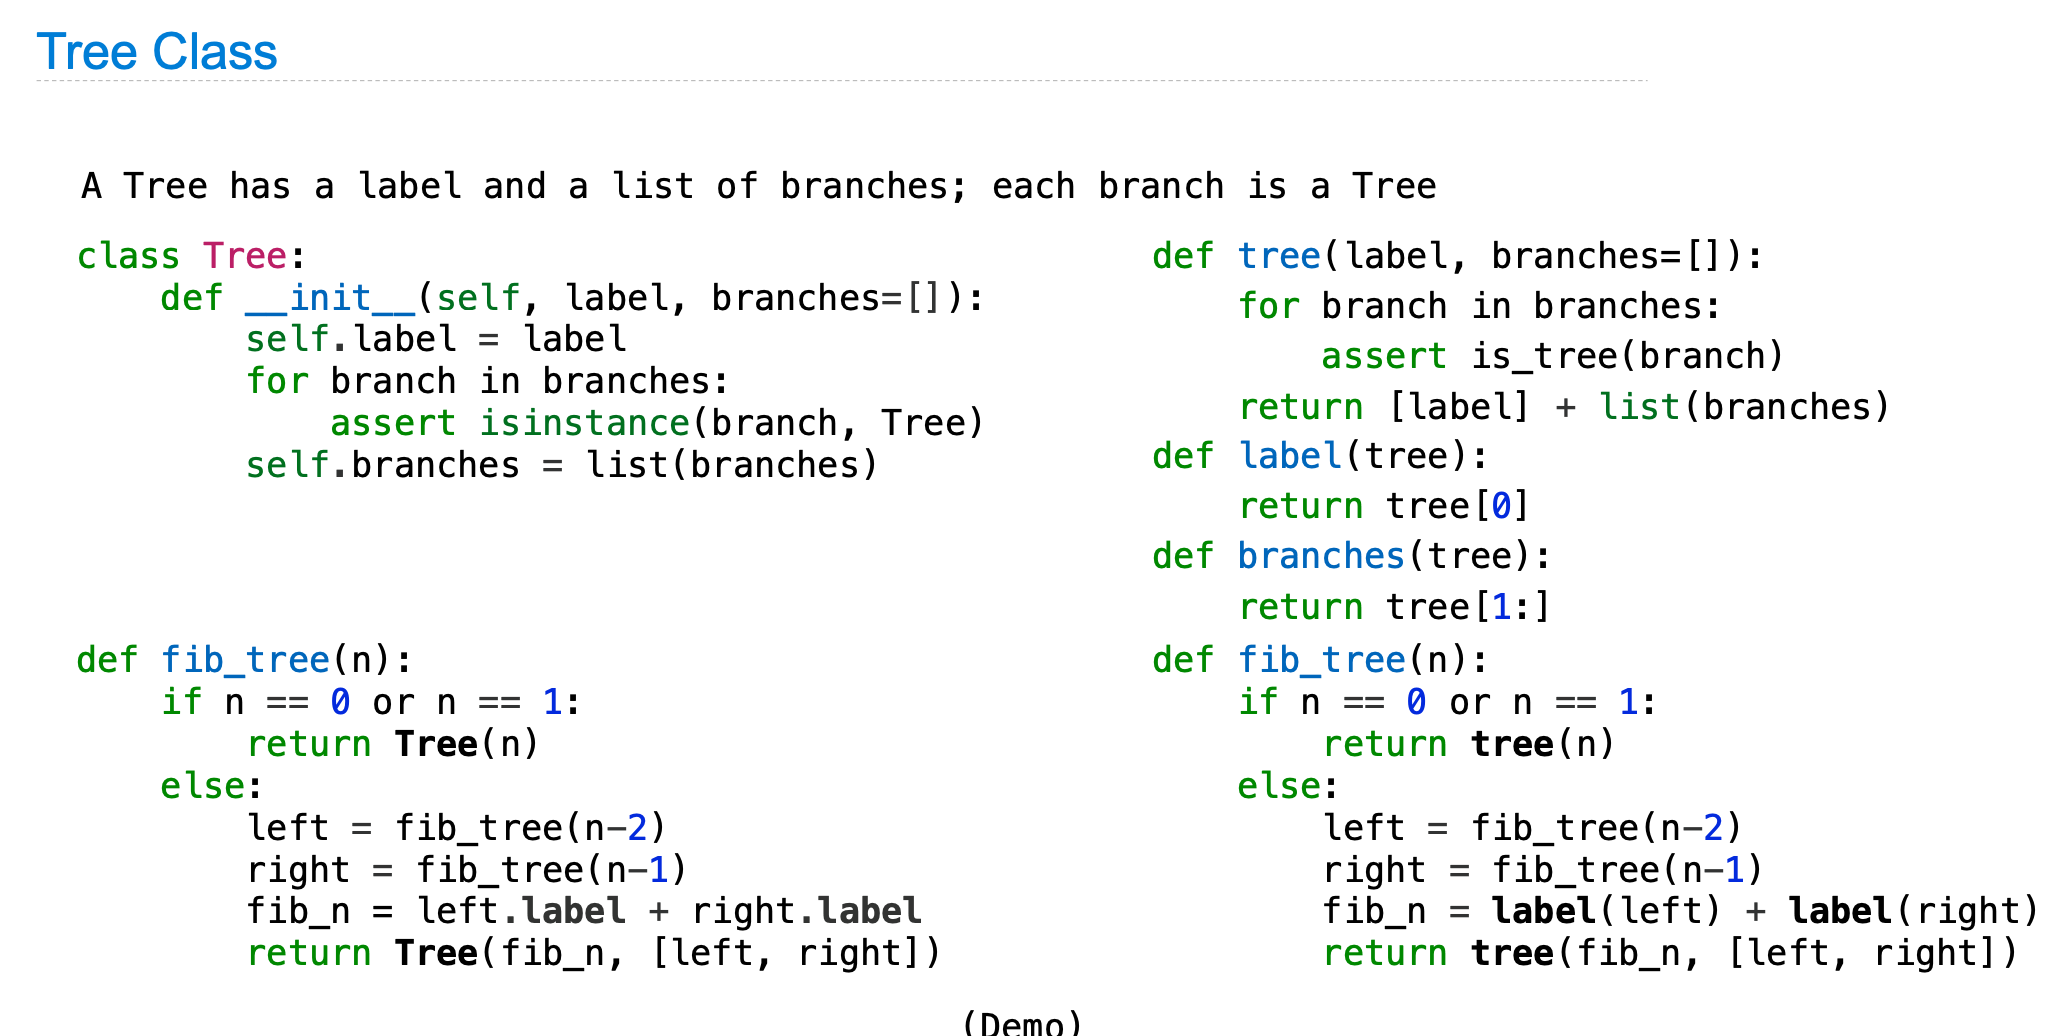 Tree Class
A Tree has a label and a list of branches; each branch is a Tree
class Tree:
    def __init__(self, label, branches=[]):
        self.label = label
        for branch in branches:
            assert isinstance(branch, Tree)
        self.branches = list(branches)
def fib_tree(n):
    if n == 0 or n == 1:
        return Tree(n)
    else:
        left = fib_tree(n-2)
        right = fib_tree(n-1)
        fib_n = left.label + right.label
        return Tree(fib_n, [left, right])
def tree(label, branches=[]):
    for branch in branches:
        assert is_tree(branch)
    return [label] + list(branches)
def label(tree):
    return tree[0]
def branches(tree):
    return tree[1:]
def fib_tree(n):
    if n == 0 or n == 1:
        return tree(n)
    else:
        left = fib_tree(n-2)
        right = fib_tree(n-1)
        fib_n = label(left) + label(right)
        return tree(fib_n, [left, right])
(Demo)